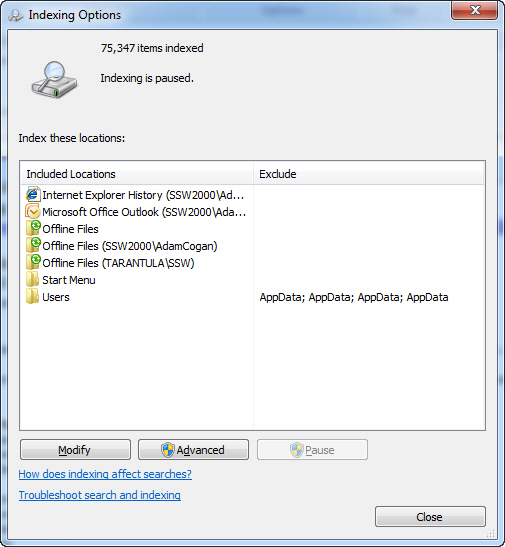 Indexing Options
75,347 items indexed
Indexing is paused.
Index these locations:
Included Locations Exclude
Internet Explorer History (SSW2000\Ad...
Microsoft Office Outlook (SSW2000\Ada...
Offline Files
Offline Files (SSW2000\AdamCogan)
Offline Files (TARANTULA\SSW)
Start Menu
Users AppData; AppData; AppData; AppData
Modify Advanced Pause
How does indexing affect searches?
Troubleshoot search and indexing
Close